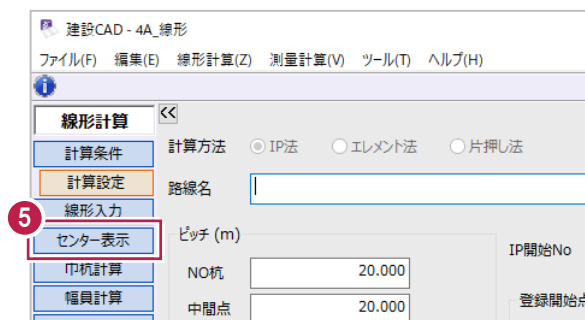 建設CAD - 4A_線形
ファイル(F) 編集(E) 線形計算(Z) 測量計算(V) ツール(T) ヘルプ(H)
線形計算
<<
計算条件
計算方法 IP法 エレメント法 片押し法
計算設定
路線名
線形入力
5
センター表示
ピッチ (m)
IP開始No
巾杭計算
NO杭 20.000
幅員計算
中間点 20.000
登録開始点